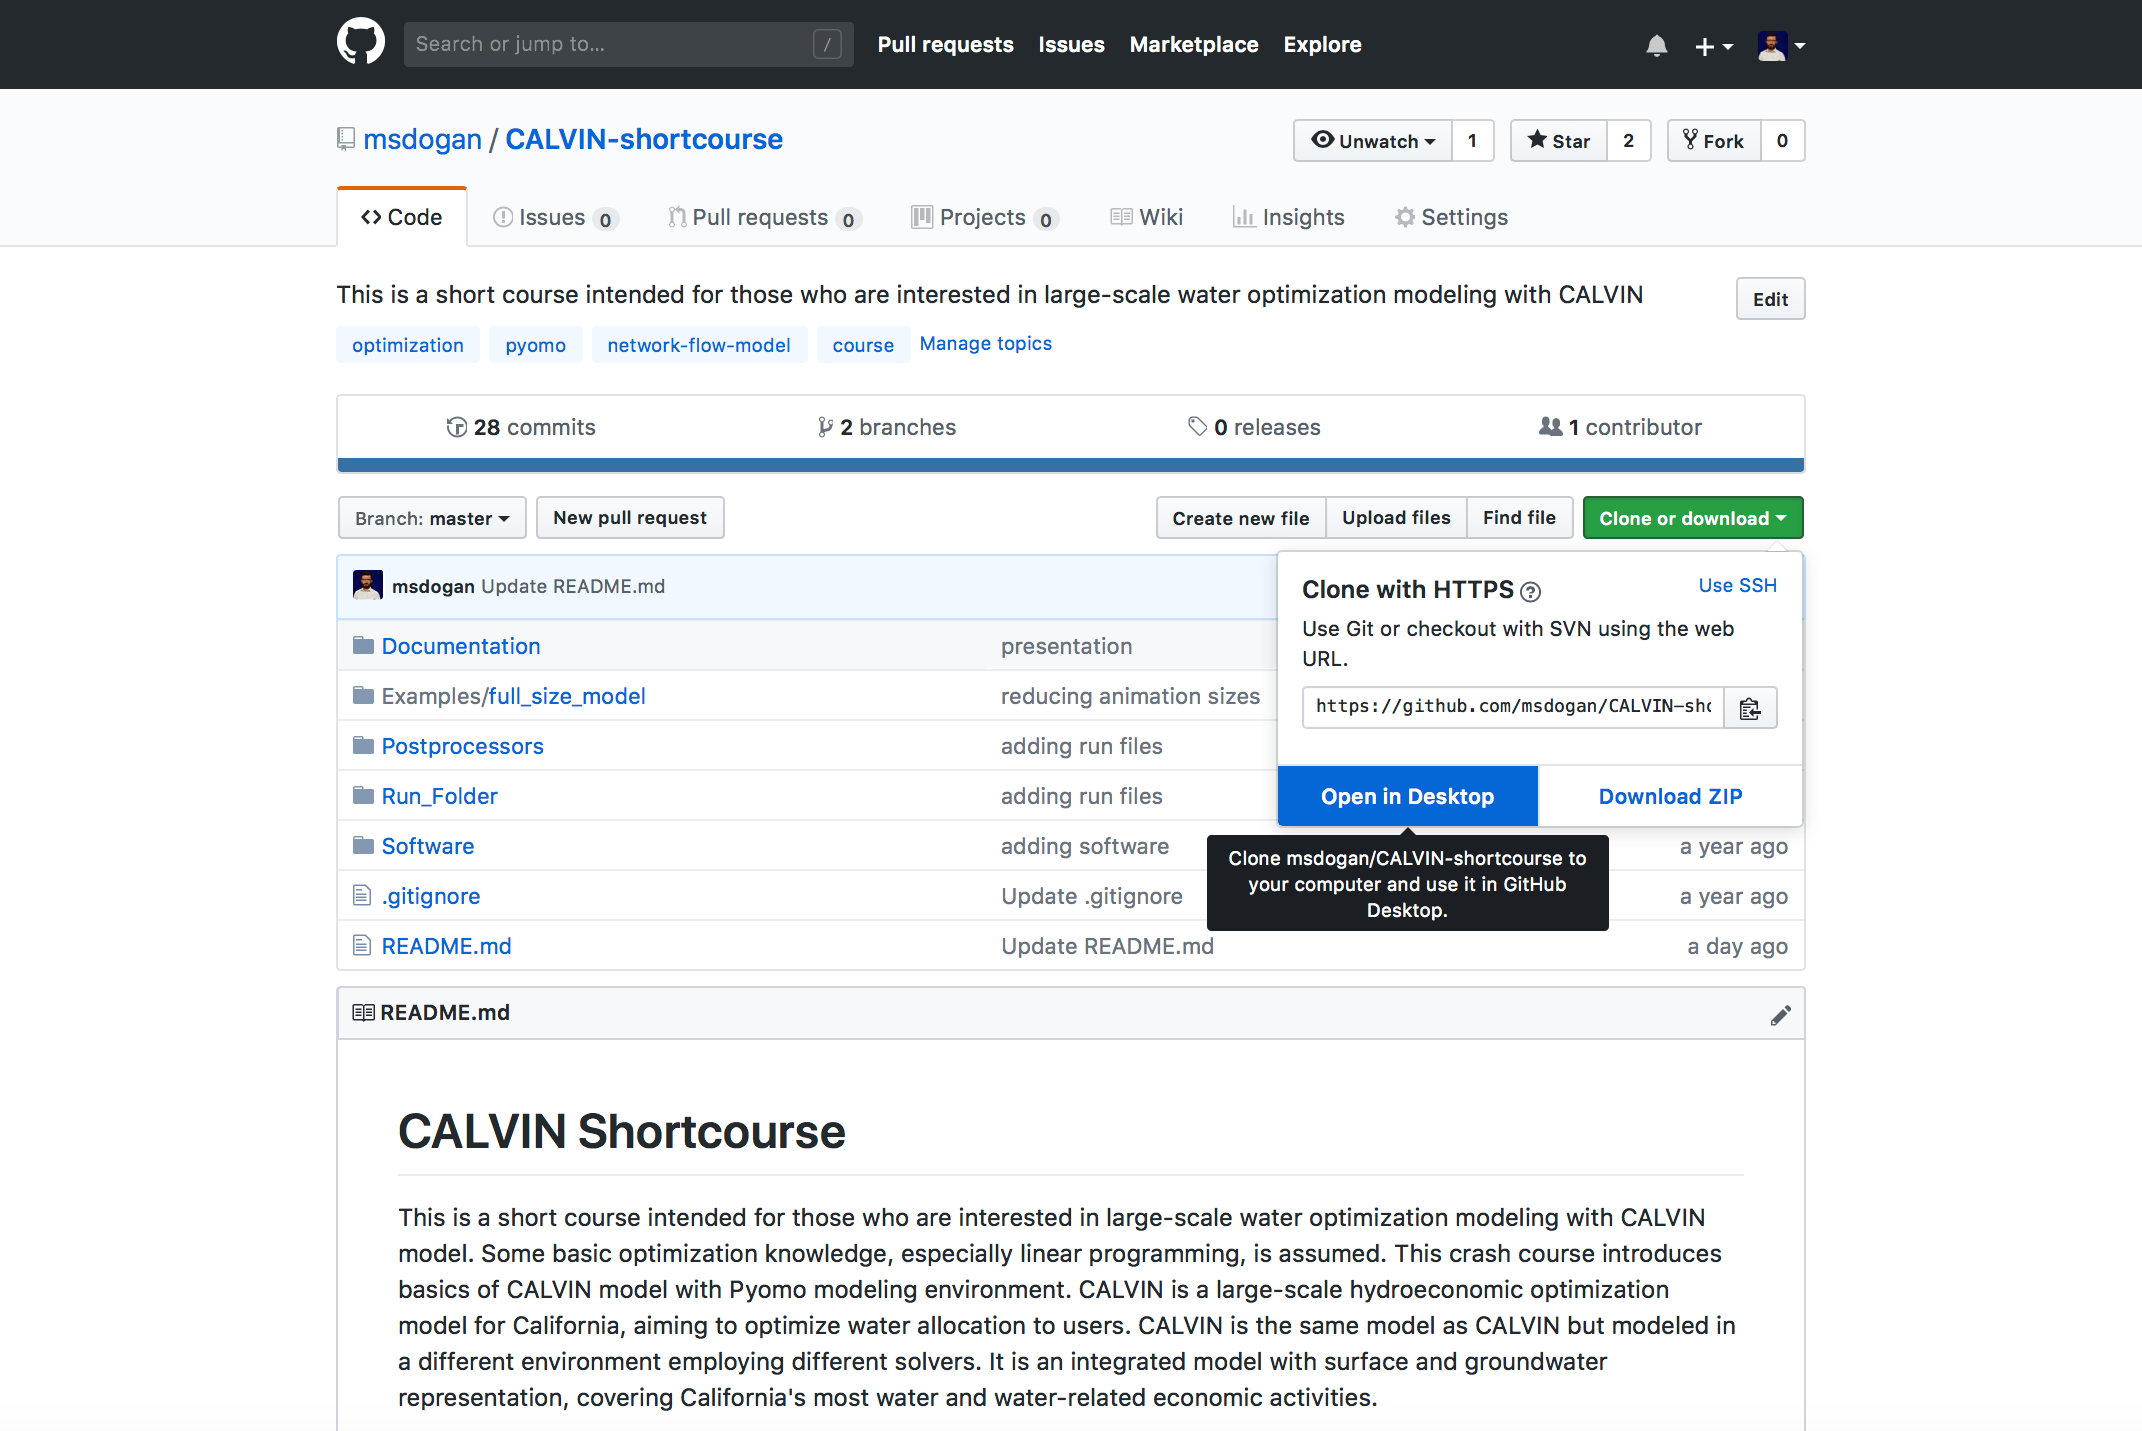 Search or jump to... /
Pull requests Issues Marketplace Explore
msdogan / CALVIN-shortcourse
Unwatch 1 Star 2 Fork 0
Code Issues 0 Pull requests 0 Projects 0 Wiki Insights Settings
This is a short course intended for those who are interested in large-scale water optimization modeling with CALVIN
Edit
optimization pyomo network-flow-model course Manage topics
28 commits 2 branches 0 releases 1 contributor
Branch: master New pull request Create new file Upload files Find file Clone or download
msdogan Update README.md
Clone with HTTPS ? Use SSH
Use Git or checkout with SVN using the web
URL.
https://github.com/msdogan/CALVIN-sho
Open in Desktop Download ZIP
Clone msdogan/CALVIN-shortcourse to
your computer and use it in GitHub
Desktop.
Documentation presentation
Examples/full_size_model reducing animation sizes
Postprocessors adding run files
Run_Folder adding run files
Software adding software a year ago
.gitignore Update .gitignore a year ago
README.md Update README.md a day ago
README.md
CALVIN Shortcourse
This is a short course intended for those who are interested in large-scale water optimization modeling with CALVIN
model. Some basic optimization knowledge, especially linear programming, is assumed. This crash course introduces
basics of CALVIN model with Pyomo modeling environment. CALVIN is a large-scale hydroeconomic optimization
model for California, aiming to optimize water allocation to users. CALVIN is the same model as CALVIN but modeled in
a different environment employing different solvers. It is an integrated model with surface and groundwater
representation, covering California's most water and water-related economic activities.